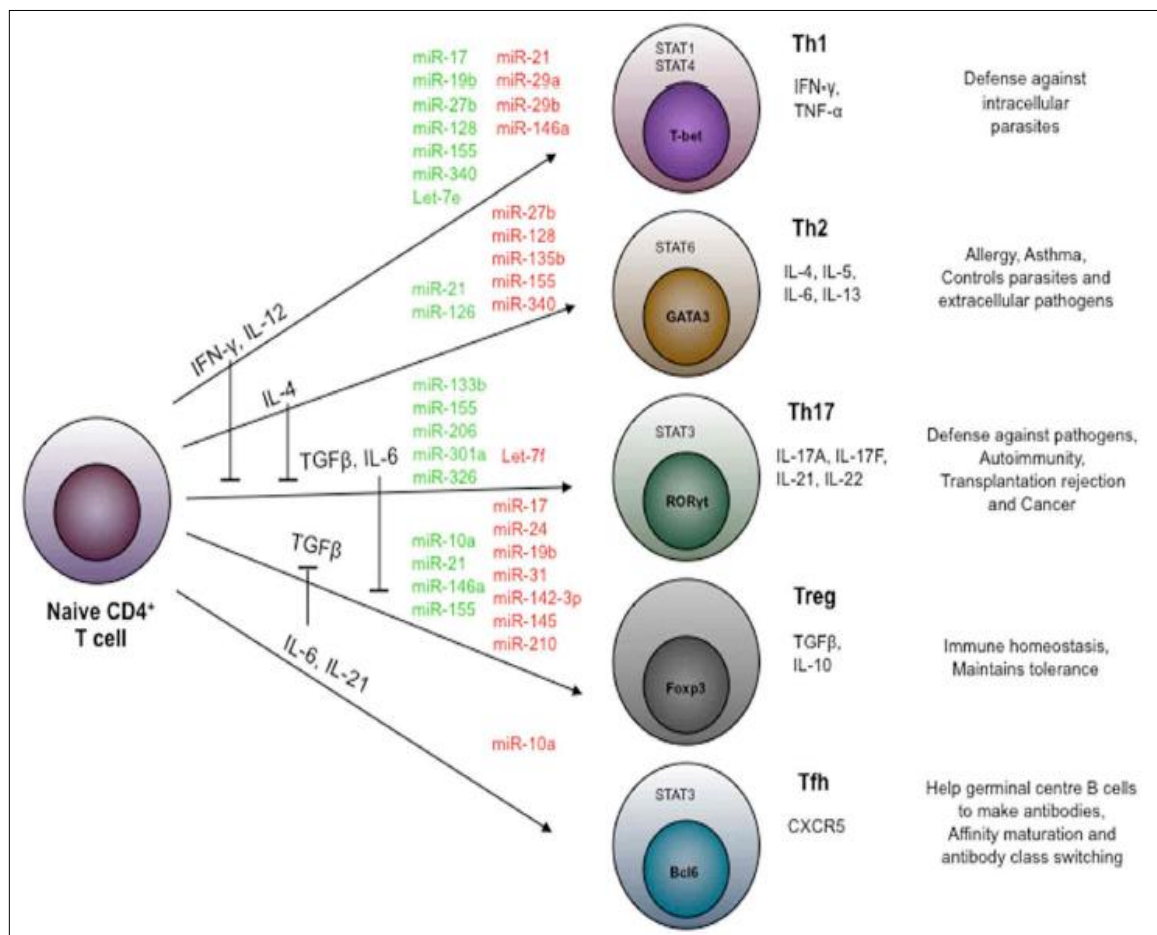 miR-17
miR-19b
miR-27b
miR-128
miR-155
miR-340
Let-7e
miR-21
miR-29a
miR-29b
miR-146a
STAT1
STAT4
T-bet
Th1
IFN-γ,
TNF-α
Defense against
intracellular
parasites
IFN-γ, IL-12
miR-21
miR-126
miR-27b
miR-128
miR-135b
miR-155
miR-340
STAT6
GATA3
Th2
IL-4, IL-5,
IL-6, IL-13
Allergy, Asthma,
Controls parasites and
extracellular pathogens
IL-4
miR-133b
miR-155
miR-206
miR-301a
miR-326
Let-7f
STAT3
RORγt
Th17
IL-17A, IL-17F,
IL-21, IL-22
Defense against pathogens,
Autoimmunity,
Transplantation rejection
and Cancer
TGFβ, IL-6
Naive CD4⁺
T cell
TGFβ
miR-10a
miR-21
miR-146a
miR-155
miR-17
miR-24
miR-19b
miR-31
miR-142-3p
miR-145
miR-210
Foxp3
Treg
TGFβ,
IL-10
Immune homeostasis,
Maintains tolerance
IL-6, IL-21
miR-10a
STAT3
Bcl6
Tfh
CXCR5
Help germinal centre B cells
to make antibodies,
Affinity maturation and
antibody class switching